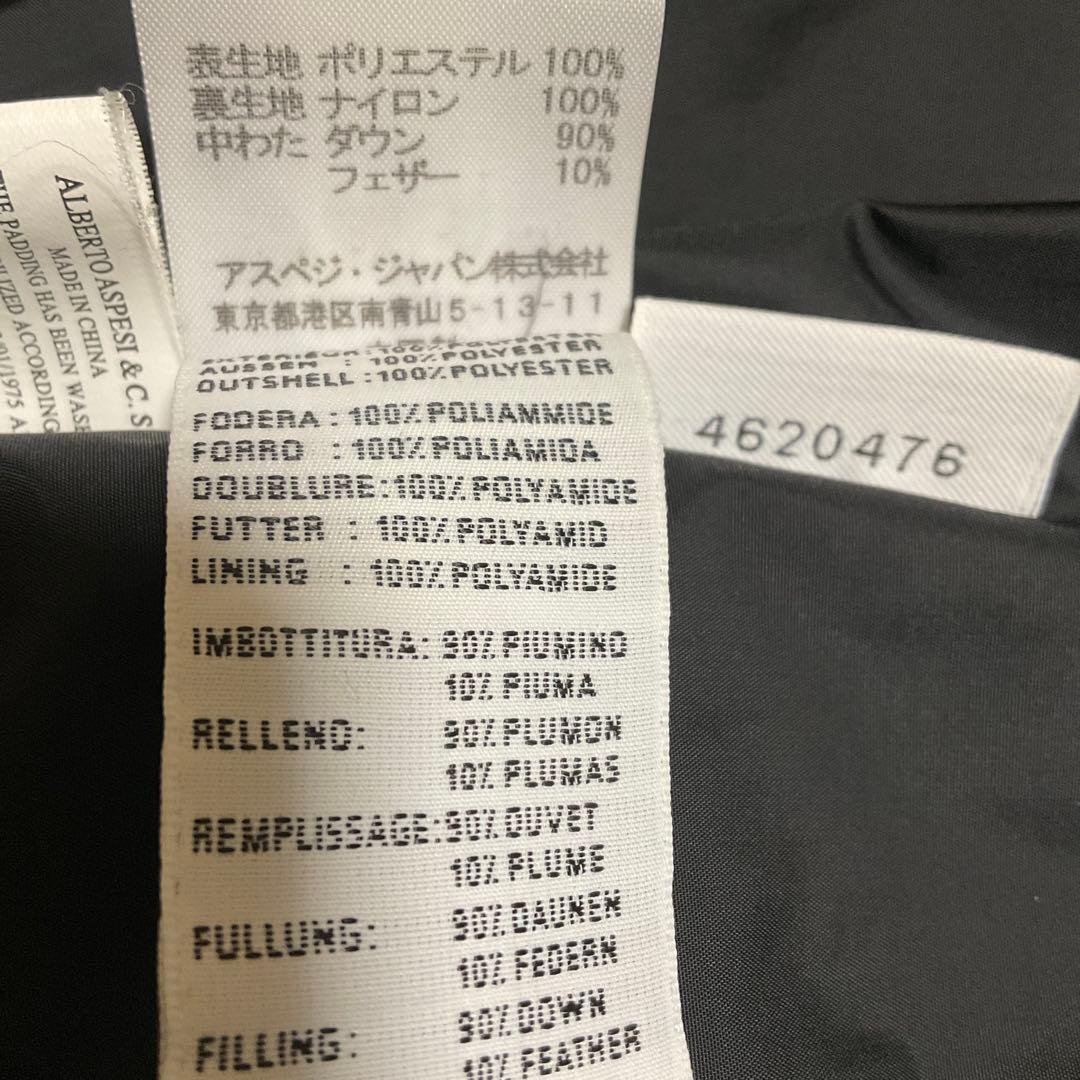 表生地 ポリエステル 100%
裏生地 ナイロン 100%
中わた ダウン 90%
フェザー 10%
アスペジ・ジャパン株式会社
東京都港区南青山5-13-11
ALBERTO ASPESI & C. S
MADE IN CHINA
THE PADDING HAS BEEN WASH
ILIZED ACCORDING
/01/1975 A
AUSSEN : 100% POLYESTER
OUTSHELL : 100% POLYESTER
FODERA : 100% POLIAMMIDE
FORRO : 100% POLIAMIDA
DOUBLURE: 100% POLYAMIDE
FUTTER : 100% POLYAMID
LINING : 100% POLYAMIDE
IMBOTTITURA: 90% PIUMINO
10% PIUMA
RELLENO: 90% PLUMON
10% PLUMAS
REMPLISSAGE: 90% DUVET
10% PLUME
FULLUNG: 90% DAUNEN
10% FEDERN
FILLING: 90% DOWN
10% FEATHER
4620476